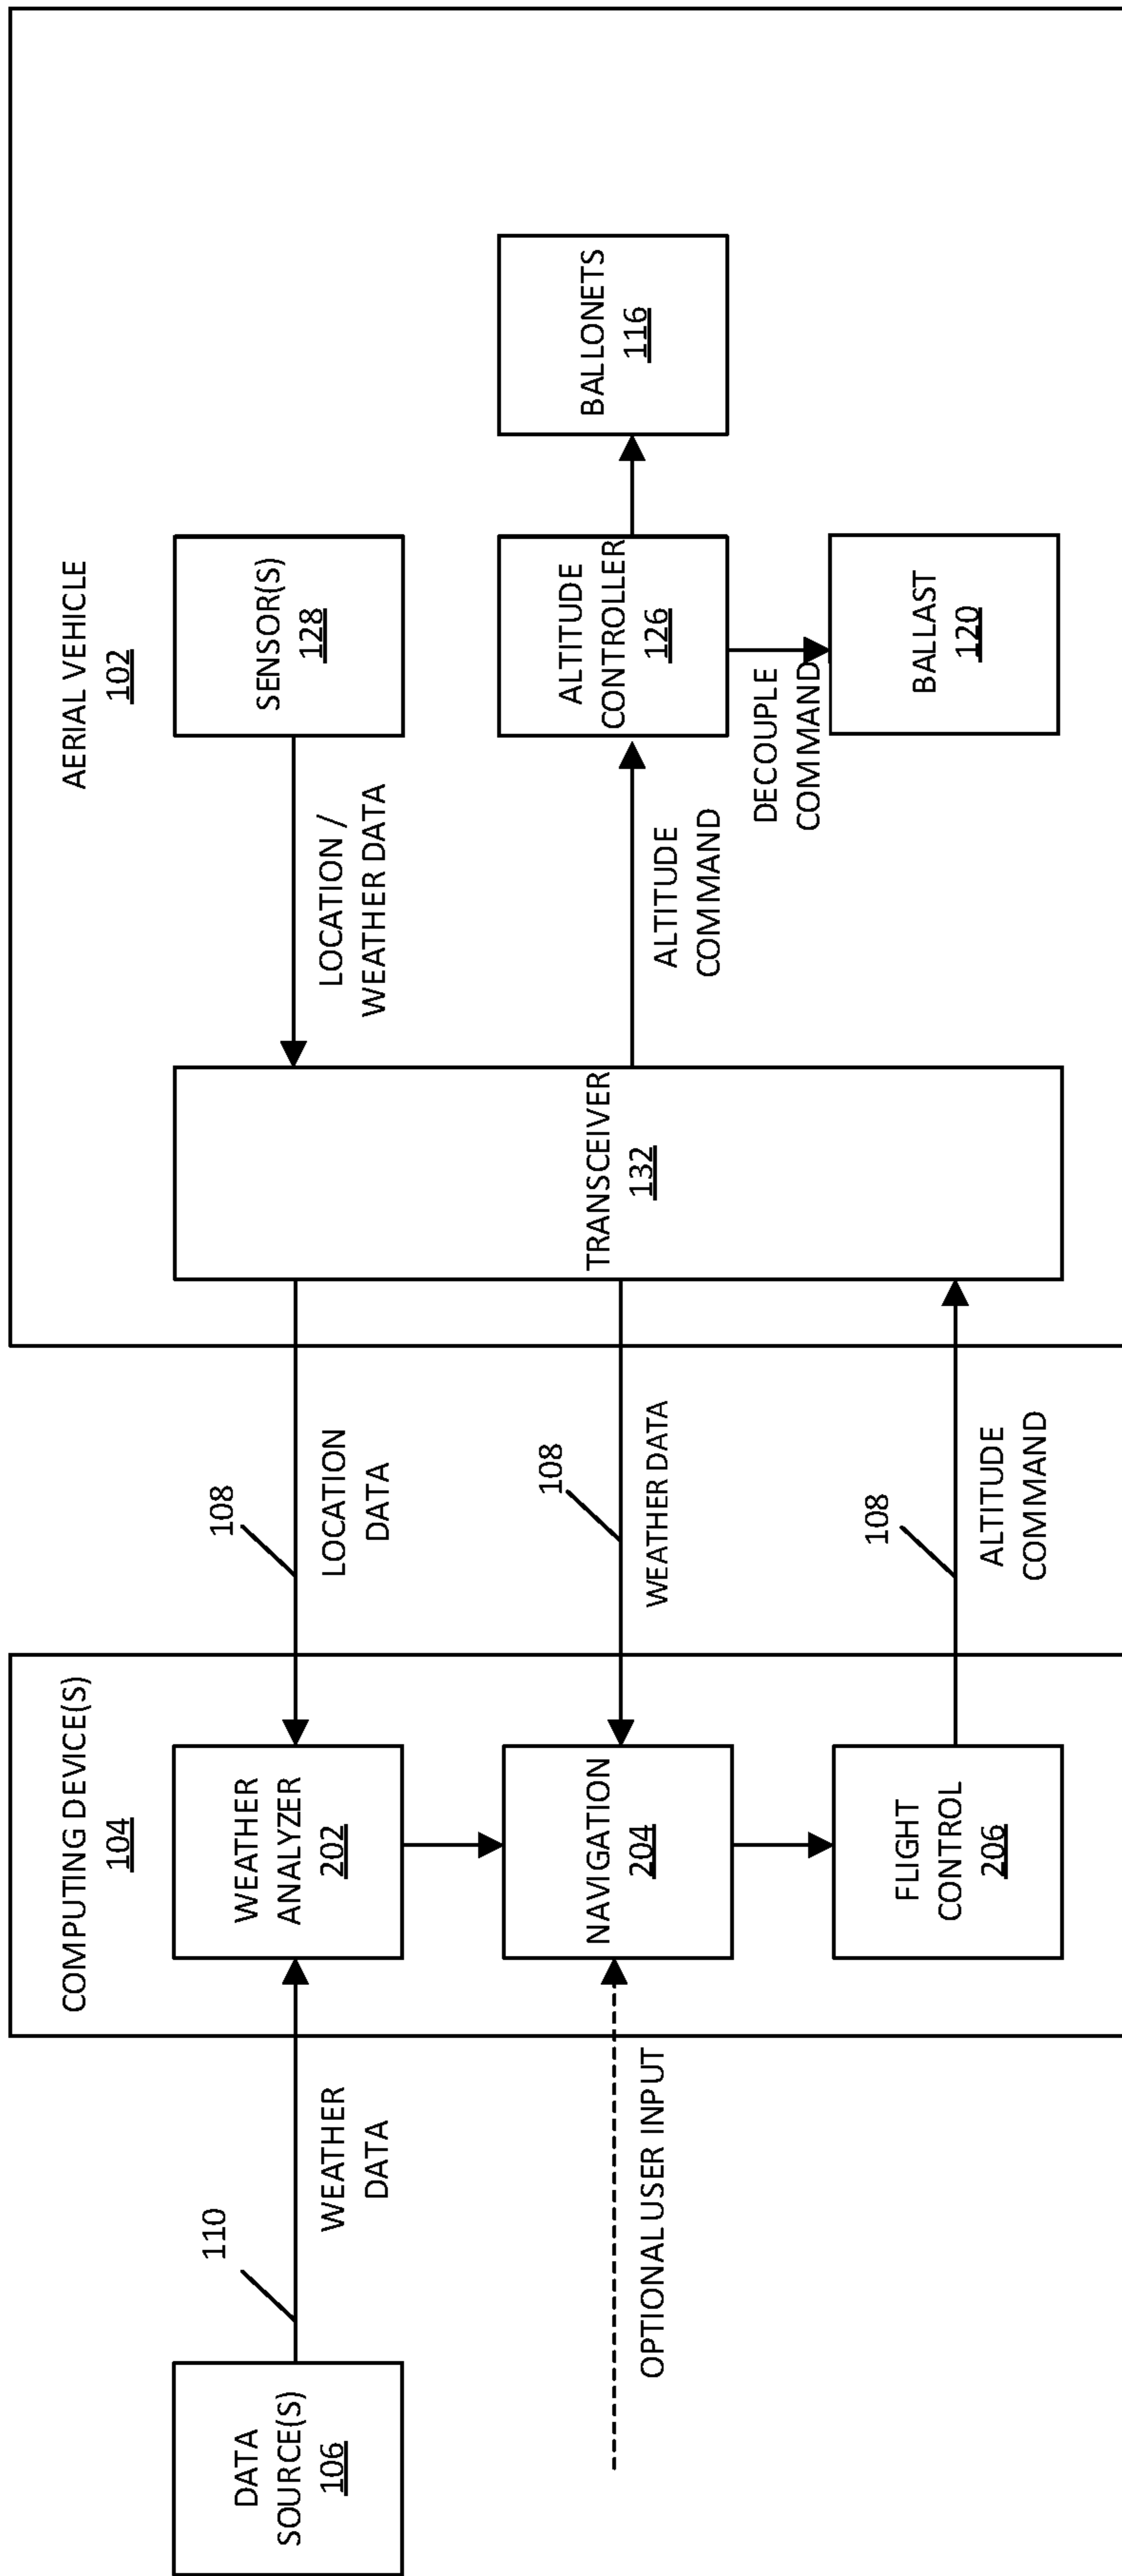 DATA
SOURCE(S)
106
110
WEATHER
DATA
OPTIONAL USER INPUT
COMPUTING DEVICE(S)
104
WEATHER
ANALYZER
202
NAVIGATION
204
FLIGHT
CONTROL
206
108
LOCATION
DATA
108
WEATHER DATA
108
ALTITUDE
COMMAND
AERIAL VEHICLE
102
TRANSCEIVER
132
LOCATION /
WEATHER DATA
ALTITUDE
COMMAND
SENSOR(S)
128
ALTITUDE
CONTROLLER
126
DECOUPLE
COMMAND
BALLAST
120
BALLONETS
116